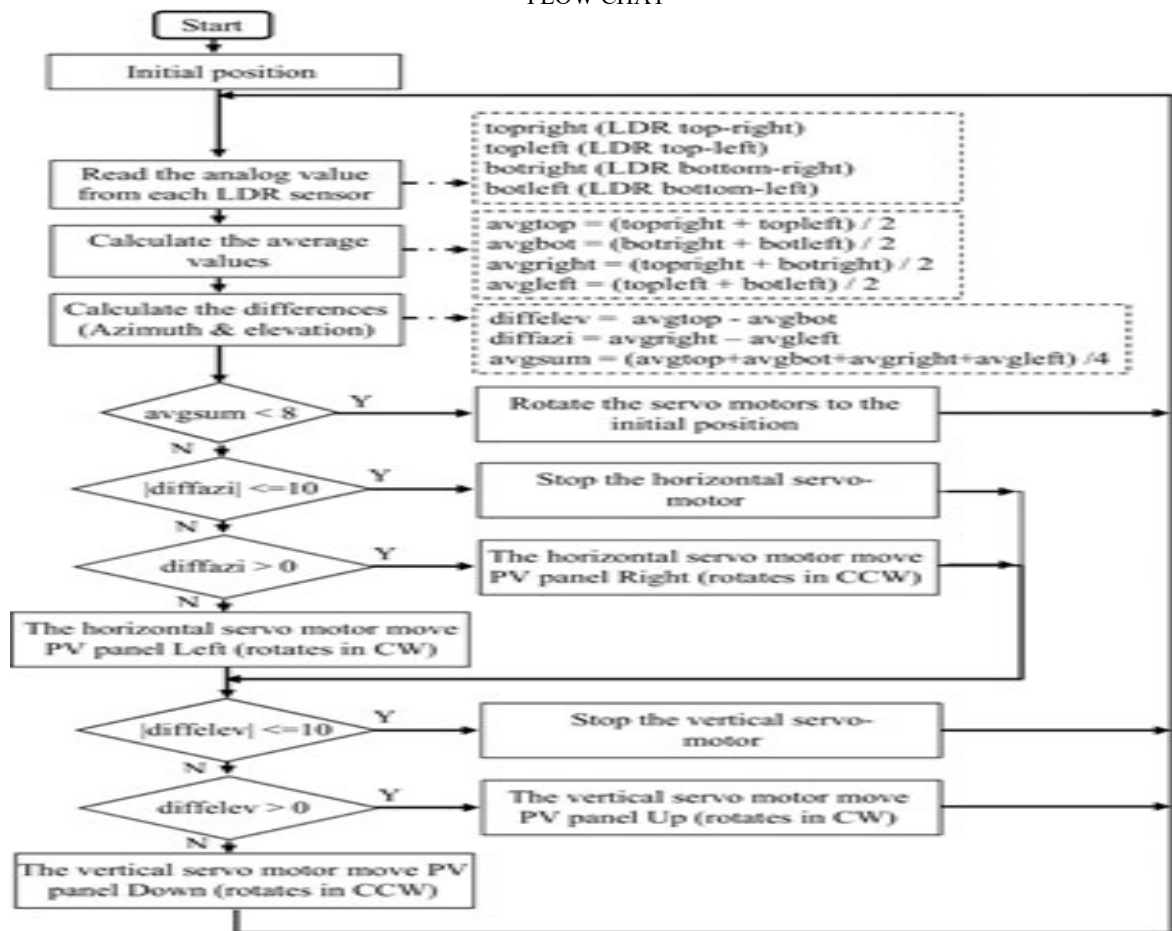 FLOW CHAT
Start
Initial position
topright (LDR top-right)
topleft (LDR top-left)
botright (LDR bottom-right)
botleft (LDR bottom-left)
Read the analog value
from each LDR sensor
Calculate the average
values
avgtop = (topright + topleft) / 2
avgbot = (botright + botleft) / 2
avgright = (topright + botright) / 2
avgleft = (topleft + botleft) / 2
Calculate the differences
(Azimuth & elevation)
diffelev = avgtop - avgbot
diffazi = avgright – avgleft
avgsum = (avgtop+avgbot+avgright+avgleft) /4
avgsum < 8
Y
Rotate the servo motors to the
initial position
N
|diffazi| <=10
Y
Stop the horizontal servo-
motor
N
diffazi > 0
Y
The horizontal servo motor move
PV panel Right (rotates in CCW)
N
The horizontal servo motor move
PV panel Left (rotates in CW)
|diffelev| <=10
Y
Stop the vertical servo-
motor
N
diffelev > 0
Y
The vertical servo motor move
PV panel Up (rotates in CW)
N
The vertical servo motor move PV
panel Down (rotates in CCW)